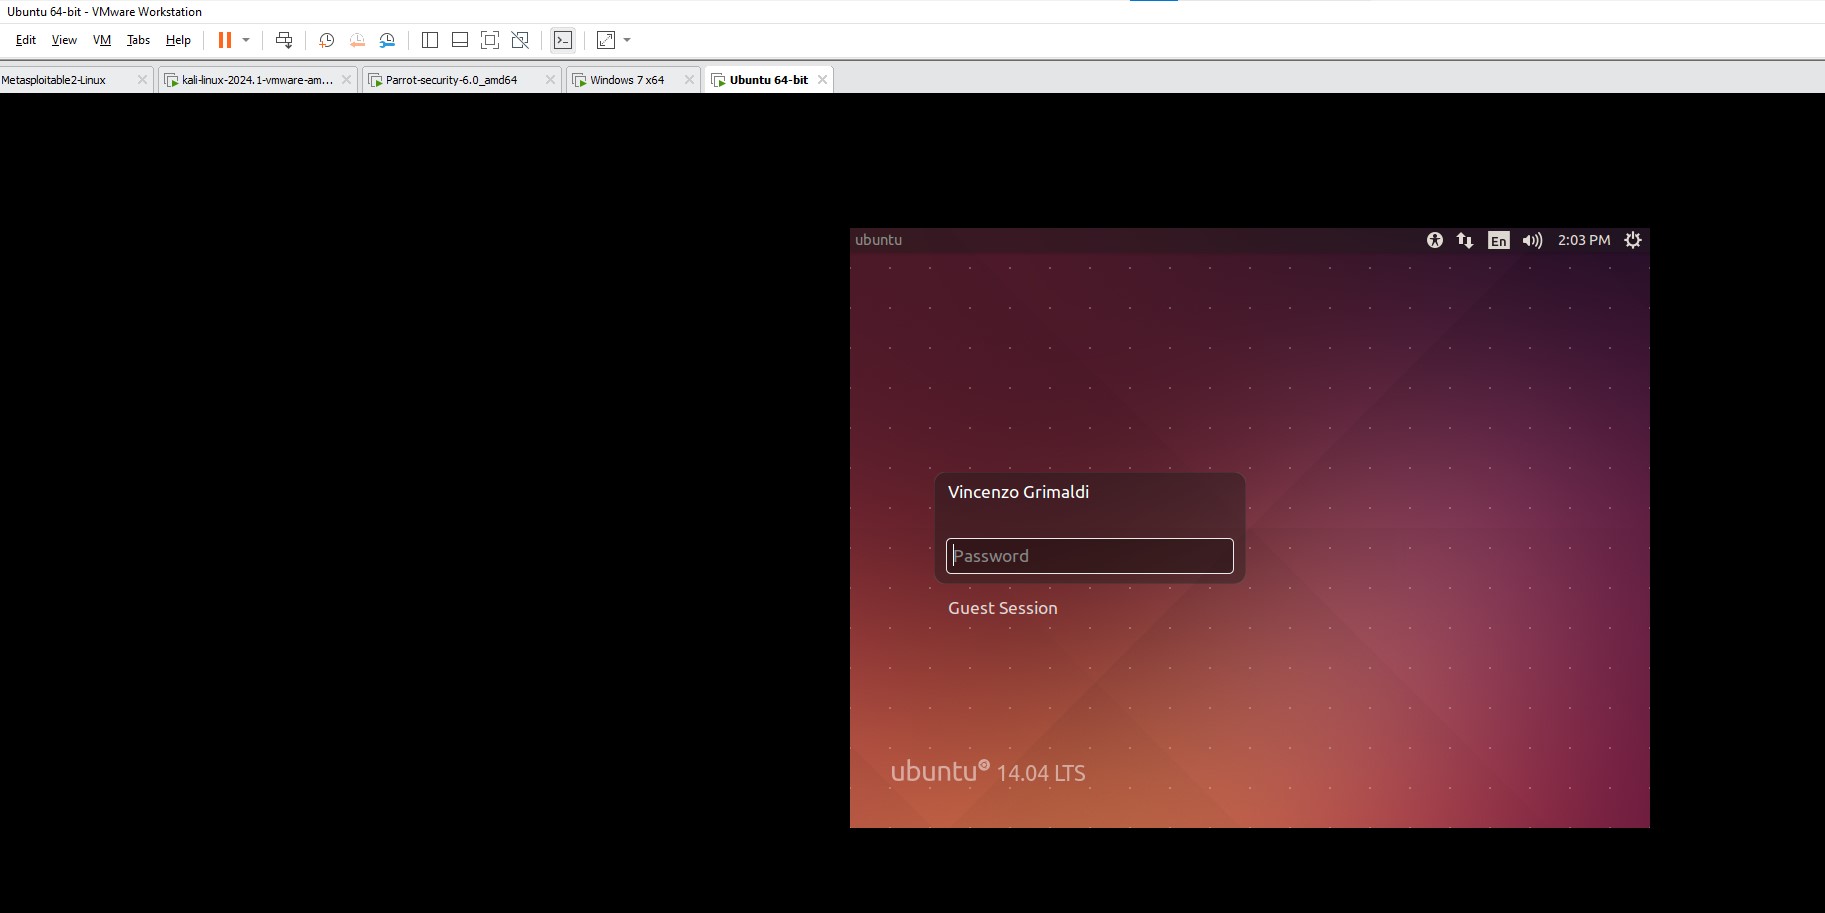 Ubuntu 64-bit - VMware Workstation
Edit View VM Tabs Help
Metasploitable2-Linux kali-linux-2024.1-vmware-am... Parrot-security-6.0_amd64 Windows 7 x64 Ubuntu 64-bit
ubuntu En 2:03 PM
Vincenzo Grimaldi
Password
Guest Session
ubuntu 14.04 LTS